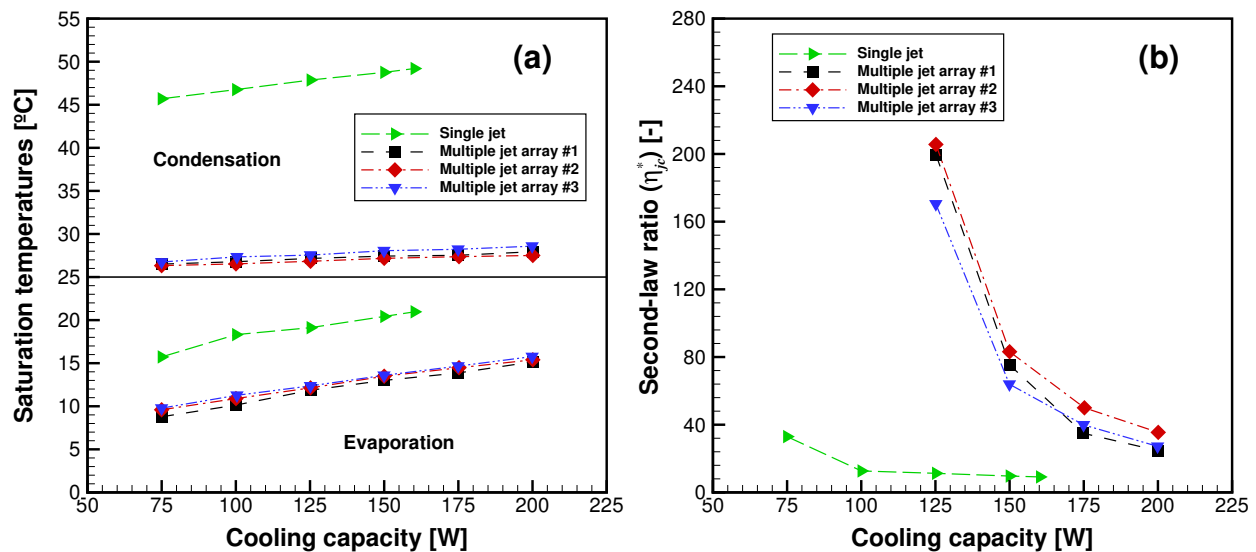 (a)
Saturation temperatures [ºC]
55
50
45
40
35
30
25
20
15
10
5
0
Single jet
Multiple jet array #1
Multiple jet array #2
Multiple jet array #3
Condensation
Evaporation
50 75 100 125 150 175 200 225
Cooling capacity [W]
(b)
Second-law ratio (η*jc) [-]
280
240
200
160
120
80
40
0
Single jet
Multiple jet array #1
Multiple jet array #2
Multiple jet array #3
50 75 100 125 150 175 200 225
Cooling capacity [W]